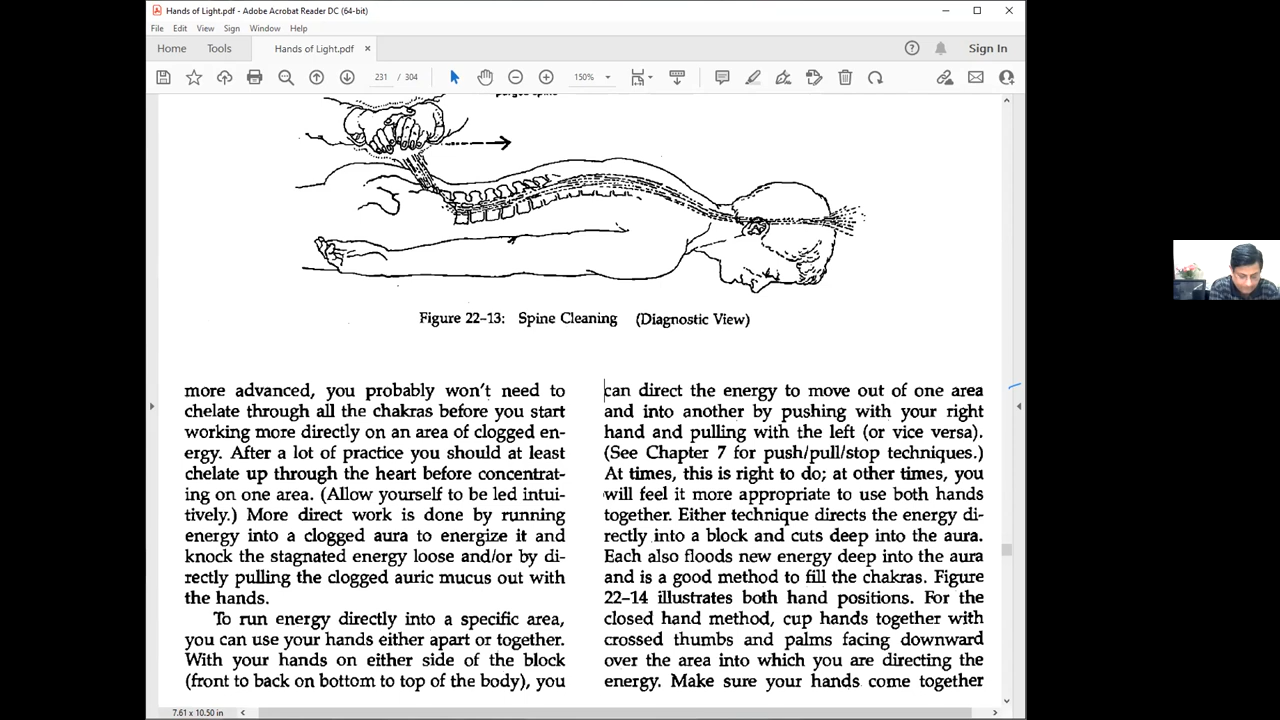 Hands of Light.pdf - Adobe Acrobat Reader DC (64-bit)
File Edit View Sign Window Help
Home Tools Hands of Light.pdf × Sign In
231 / 304 150%
Figure 22–13: Spine Cleaning (Diagnostic View)
more advanced, you probably won't need to
chelate through all the chakras before you start
working more directly on an area of clogged en-
ergy. After a lot of practice you should at least
chelate up through the heart before concentrat-
ing on one area. (Allow yourself to be led intui-
tively.) More direct work is done by running
energy into a clogged aura to energize it and
knock the stagnated energy loose and/or by di-
rectly pulling the clogged auric mucus out with
the hands.
To run energy directly into a specific area,
you can use your hands either apart or together.
With your hands on either side of the block
(front to back on bottom to top of the body), you
can direct the energy to move out of one area
and into another by pushing with your right
hand and pulling with the left (or vice versa).
(See Chapter 7 for push/pull/stop techniques.)
At times, this is right to do; at other times, you
will feel it more appropriate to use both hands
together. Either technique directs the energy di-
rectly into a block and cuts deep into the aura.
Each also floods new energy deep into the aura
and is a good method to fill the chakras. Figure
22–14 illustrates both hand positions. For the
closed hand method, cup hands together with
crossed thumbs and palms facing downward
over the area into which you are directing the
energy. Make sure your hands come together
7.61 x 10.50 in